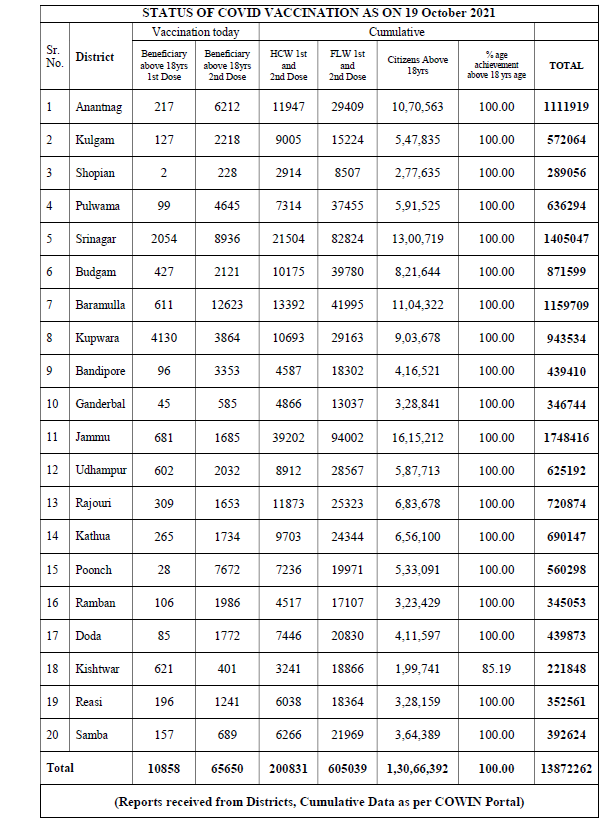 STATUS OF COVID VACCINATION AS ON 19 October 2021
Sr. No. District Vaccination today Cumulative TOTAL
Beneficiary above 18yrs 1st Dose Beneficiary above 18yrs 2nd Dose HCW 1st and 2nd Dose FLW 1st and 2nd Dose Citizens Above 18yrs % age achievement above 18 yrs age
1 Anantnag 217 6212 11947 29409 10,70,563 100.00 1111919
2 Kulgam 127 2218 9005 15224 5,47,835 100.00 572064
3 Shopian 2 228 2914 8507 2,77,635 100.00 289056
4 Pulwama 99 4645 7314 37455 5,91,525 100.00 636294
5 Srinagar 2054 8936 21504 82824 13,00,719 100.00 1405047
6 Budgam 427 2121 10175 39780 8,21,644 100.00 871599
7 Baramulla 611 12623 13392 41995 11,04,322 100.00 1159709
8 Kupwara 4130 3864 10693 29163 9,03,678 100.00 943534
9 Bandipore 96 3353 4587 18302 4,16,521 100.00 439410
10 Ganderbal 45 585 4866 13037 3,28,841 100.00 346744
11 Jammu 681 1685 39202 94002 16,15,212 100.00 1748416
12 Udhampur 602 2032 8912 28567 5,87,713 100.00 625192
13 Rajouri 309 1653 11873 25323 6,83,678 100.00 720874
14 Kathua 265 1734 9703 24344 6,56,100 100.00 690147
15 Poonch 28 7672 7236 19971 5,33,091 100.00 560298
16 Ramban 106 1986 4517 17107 3,23,429 100.00 345053
17 Doda 85 1772 7446 20830 4,11,597 100.00 439873
18 Kishtwar 621 401 3241 18866 1,99,741 85.19 221848
19 Reasi 196 1241 6038 18364 3,28,159 100.00 352561
20 Samba 157 689 6266 21969 3,64,389 100.00 392624
Total 10858 65650 200831 605039 1,30,66,392 100.00 13872262
(Reports received from Districts, Cumulative Data as per COWIN Portal)